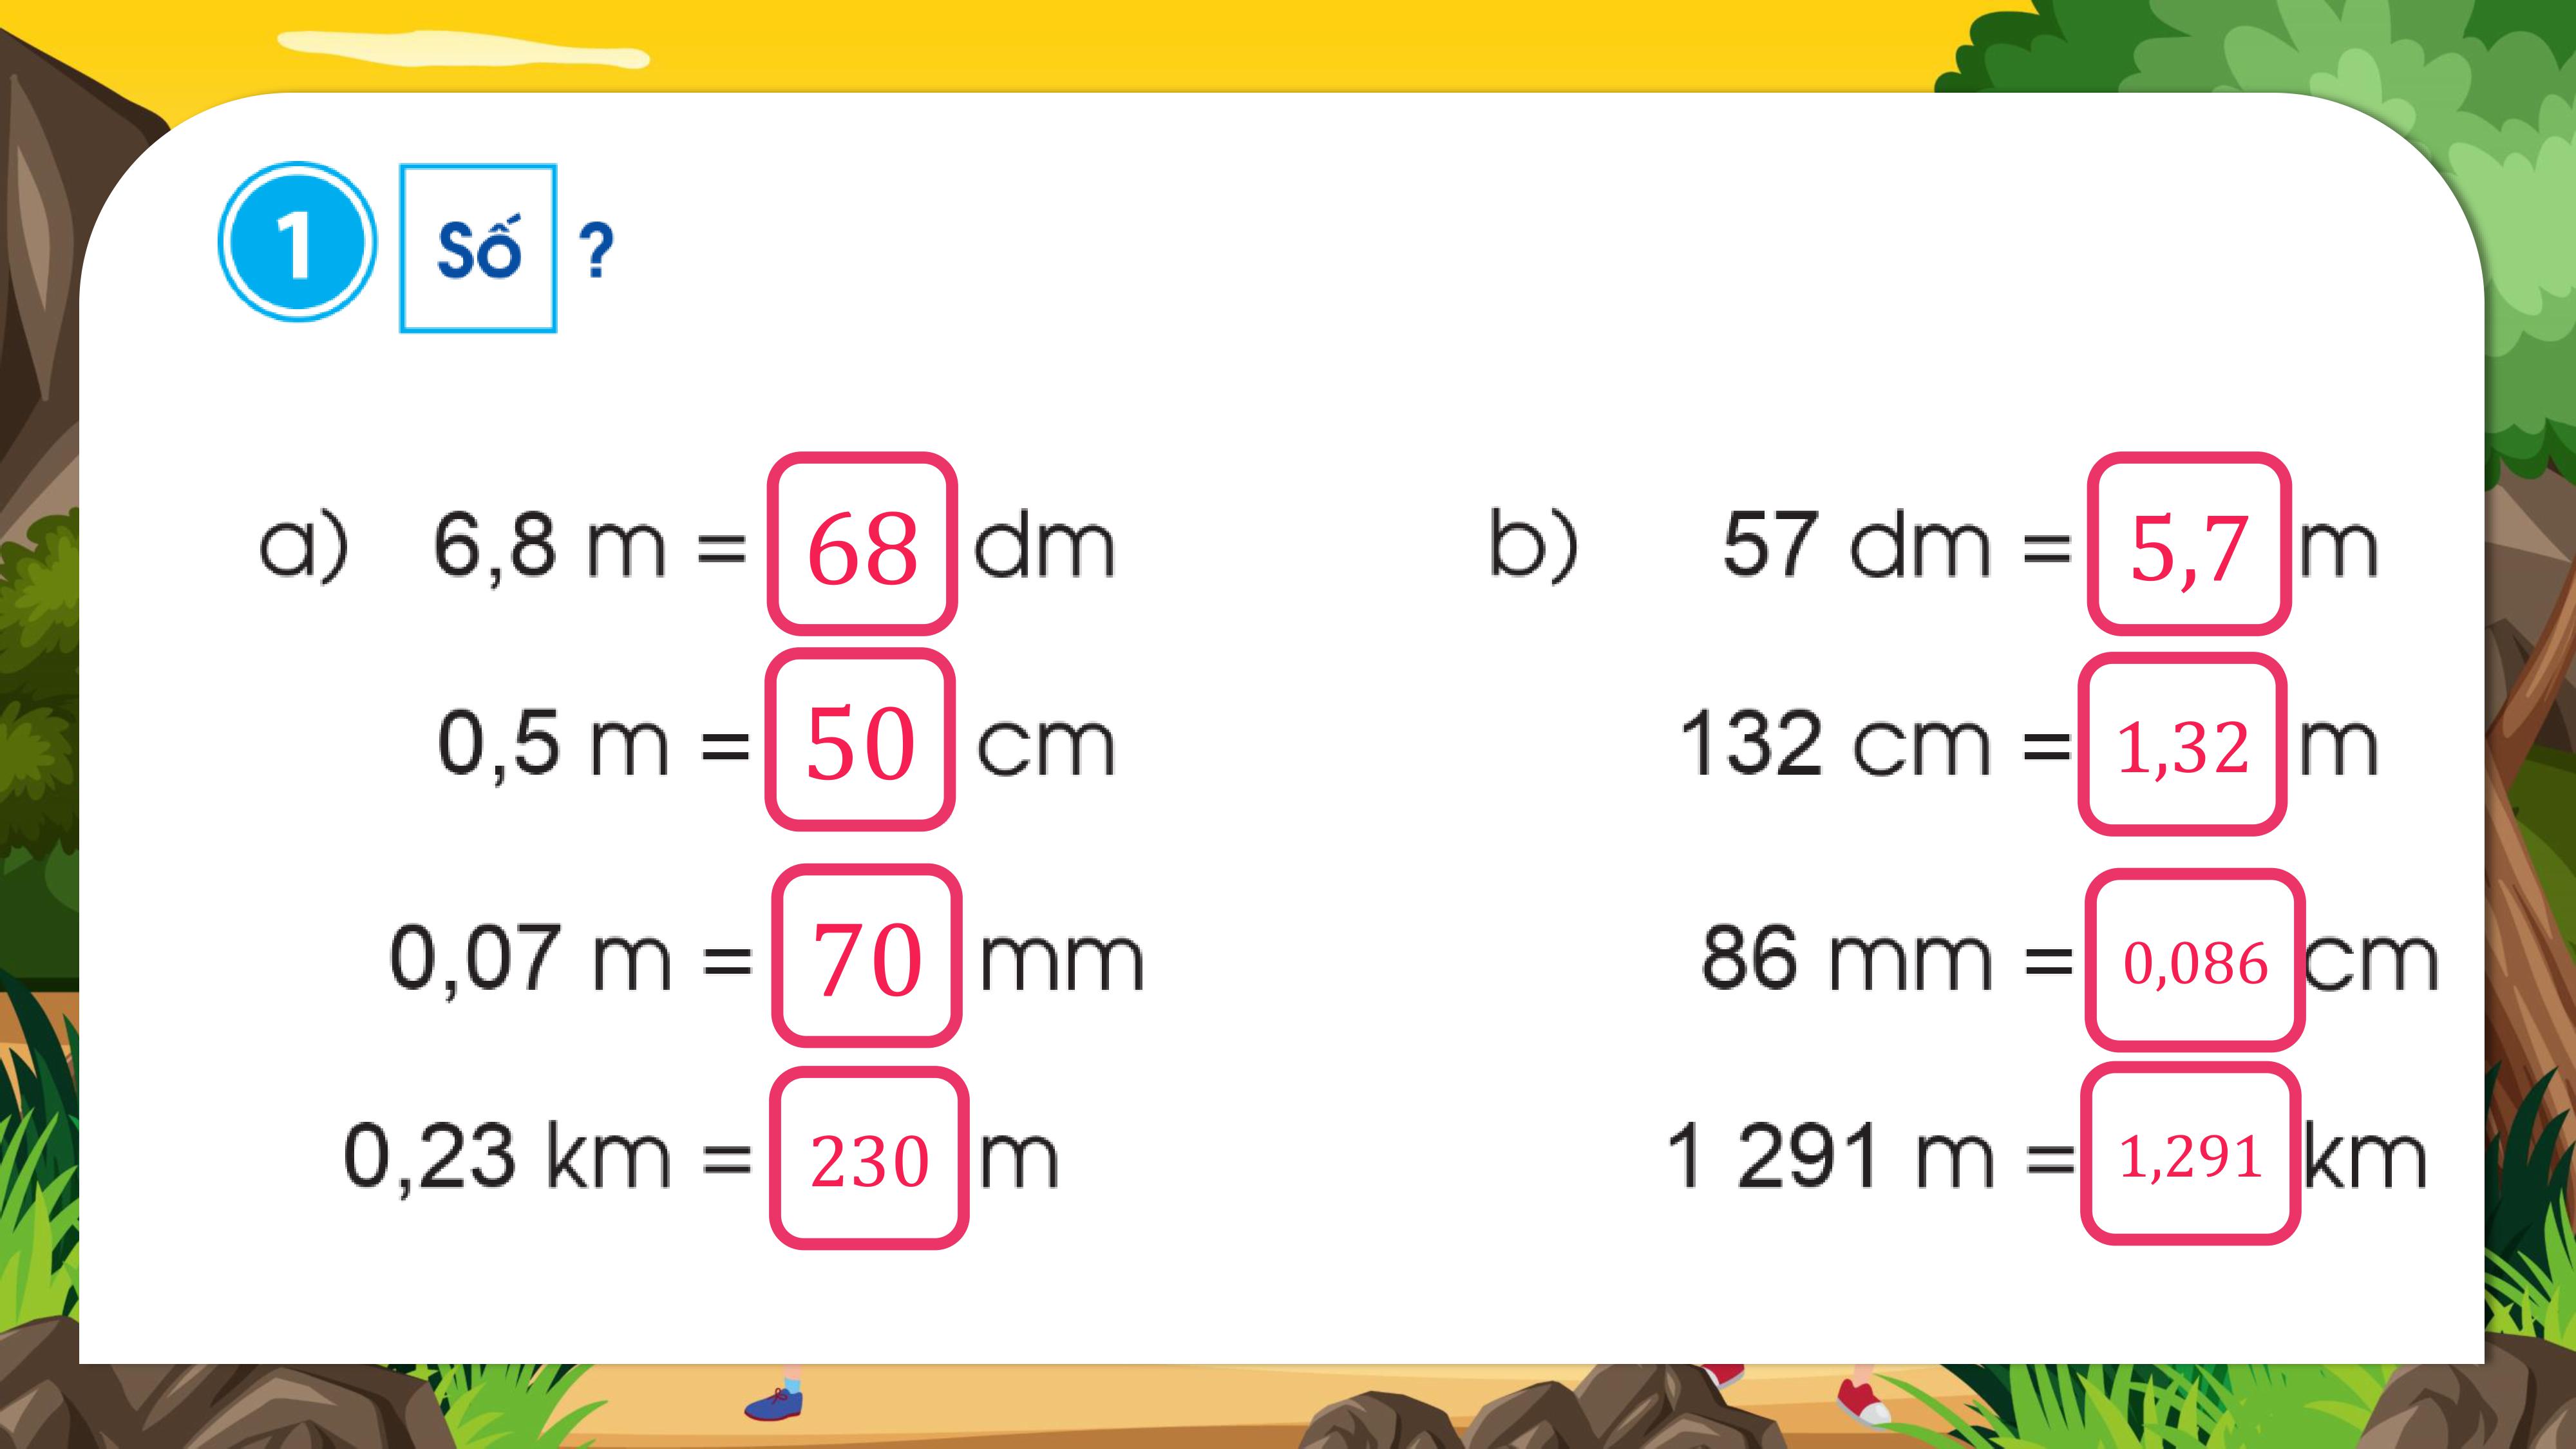 1 Số ?
a) 6,8 m = 68 dm
0,5 m = 50 cm
0,07 m = 70 mm
0,23 km = 230 m
b) 57 dm = 5,7 m
132 cm = 1,32 m
86 mm = 0,086 cm
1 291 m = 1,291 km